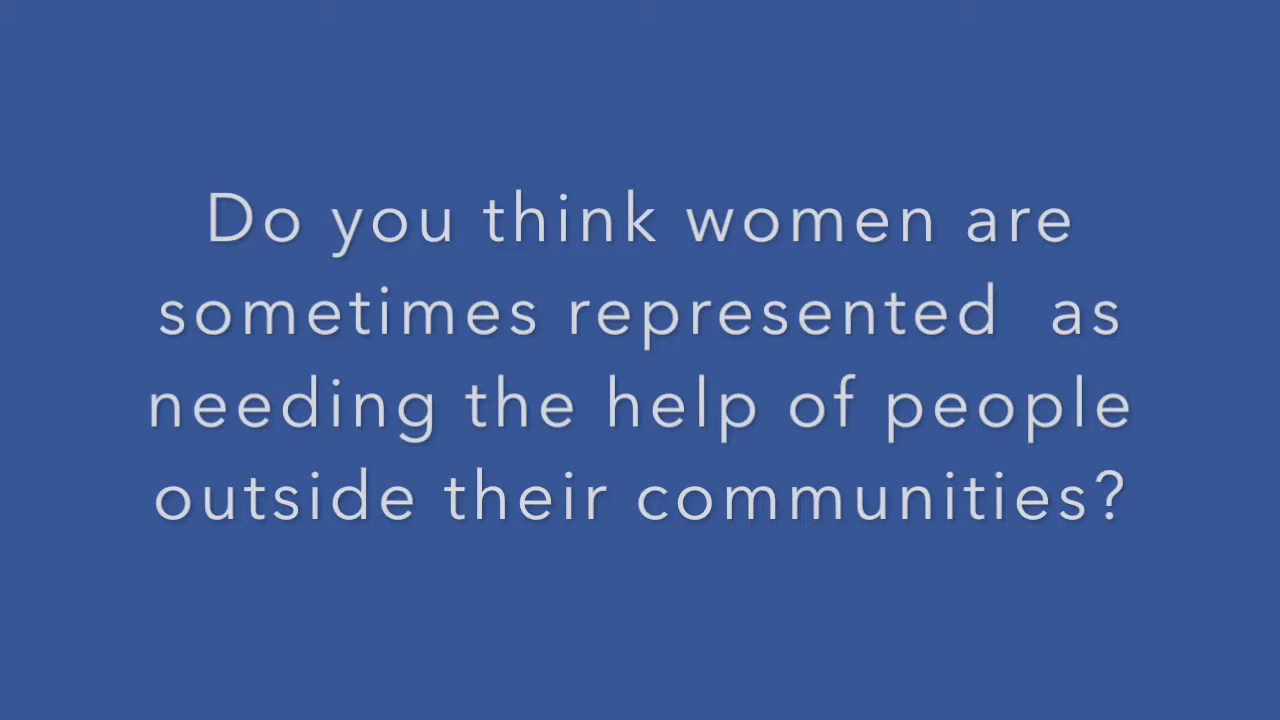 Do you think women are
sometimes represented as
needing the help of people
outside their communities?